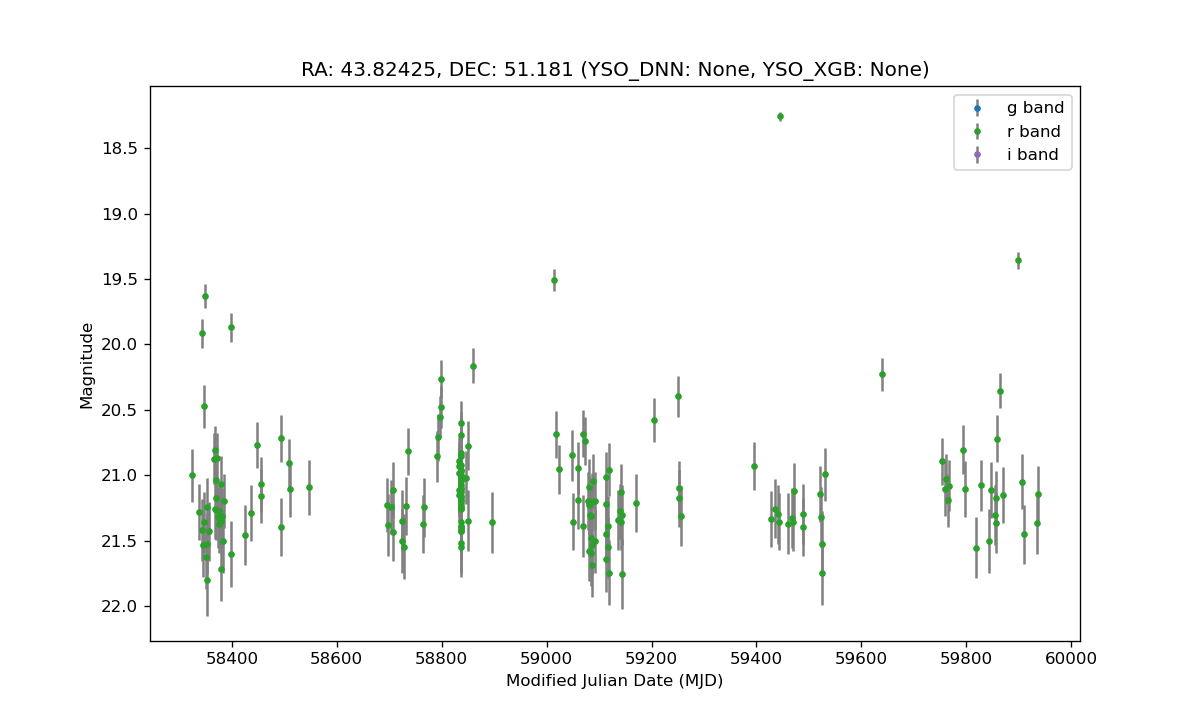 RA: 43.82425, DEC: 51.181 (YSO_DNN: None, YSO_XGB: None)
g band
r band
i band
18.5
19.0
19.5
20.0
20.5
21.0
21.5
22.0
Magnitude
58400
58600
58800
59000
59200
59400
59600
59800
60000
Modified Julian Date (MJD)